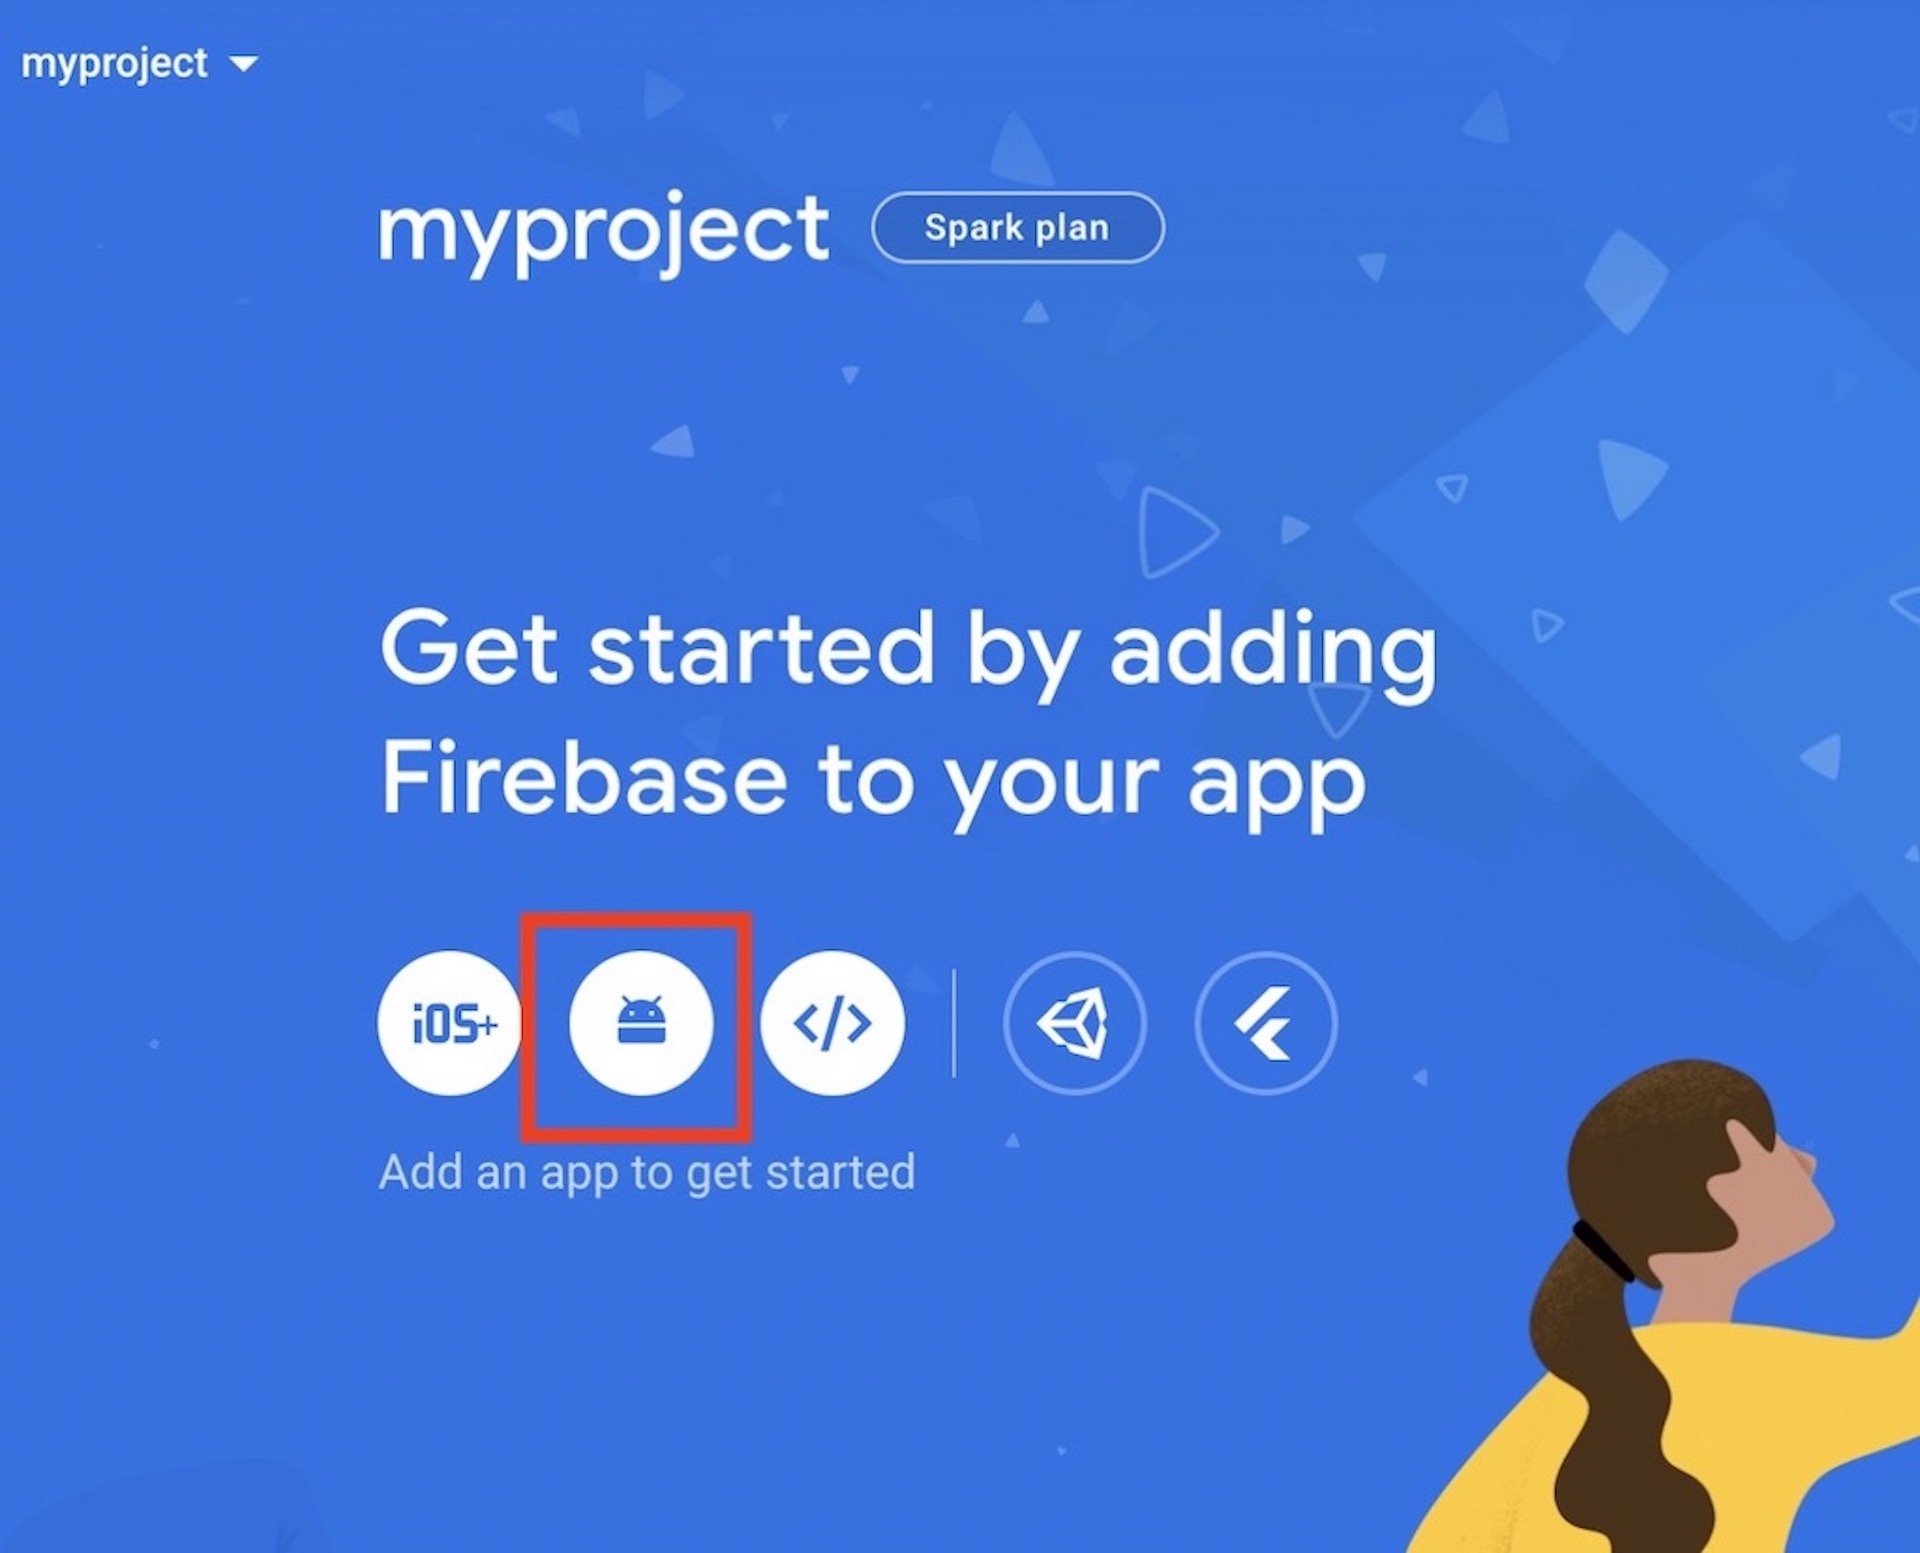 myproject
myproject Spark plan
Get started by adding
Firebase to your app
iOS+ </>
Add an app to get started